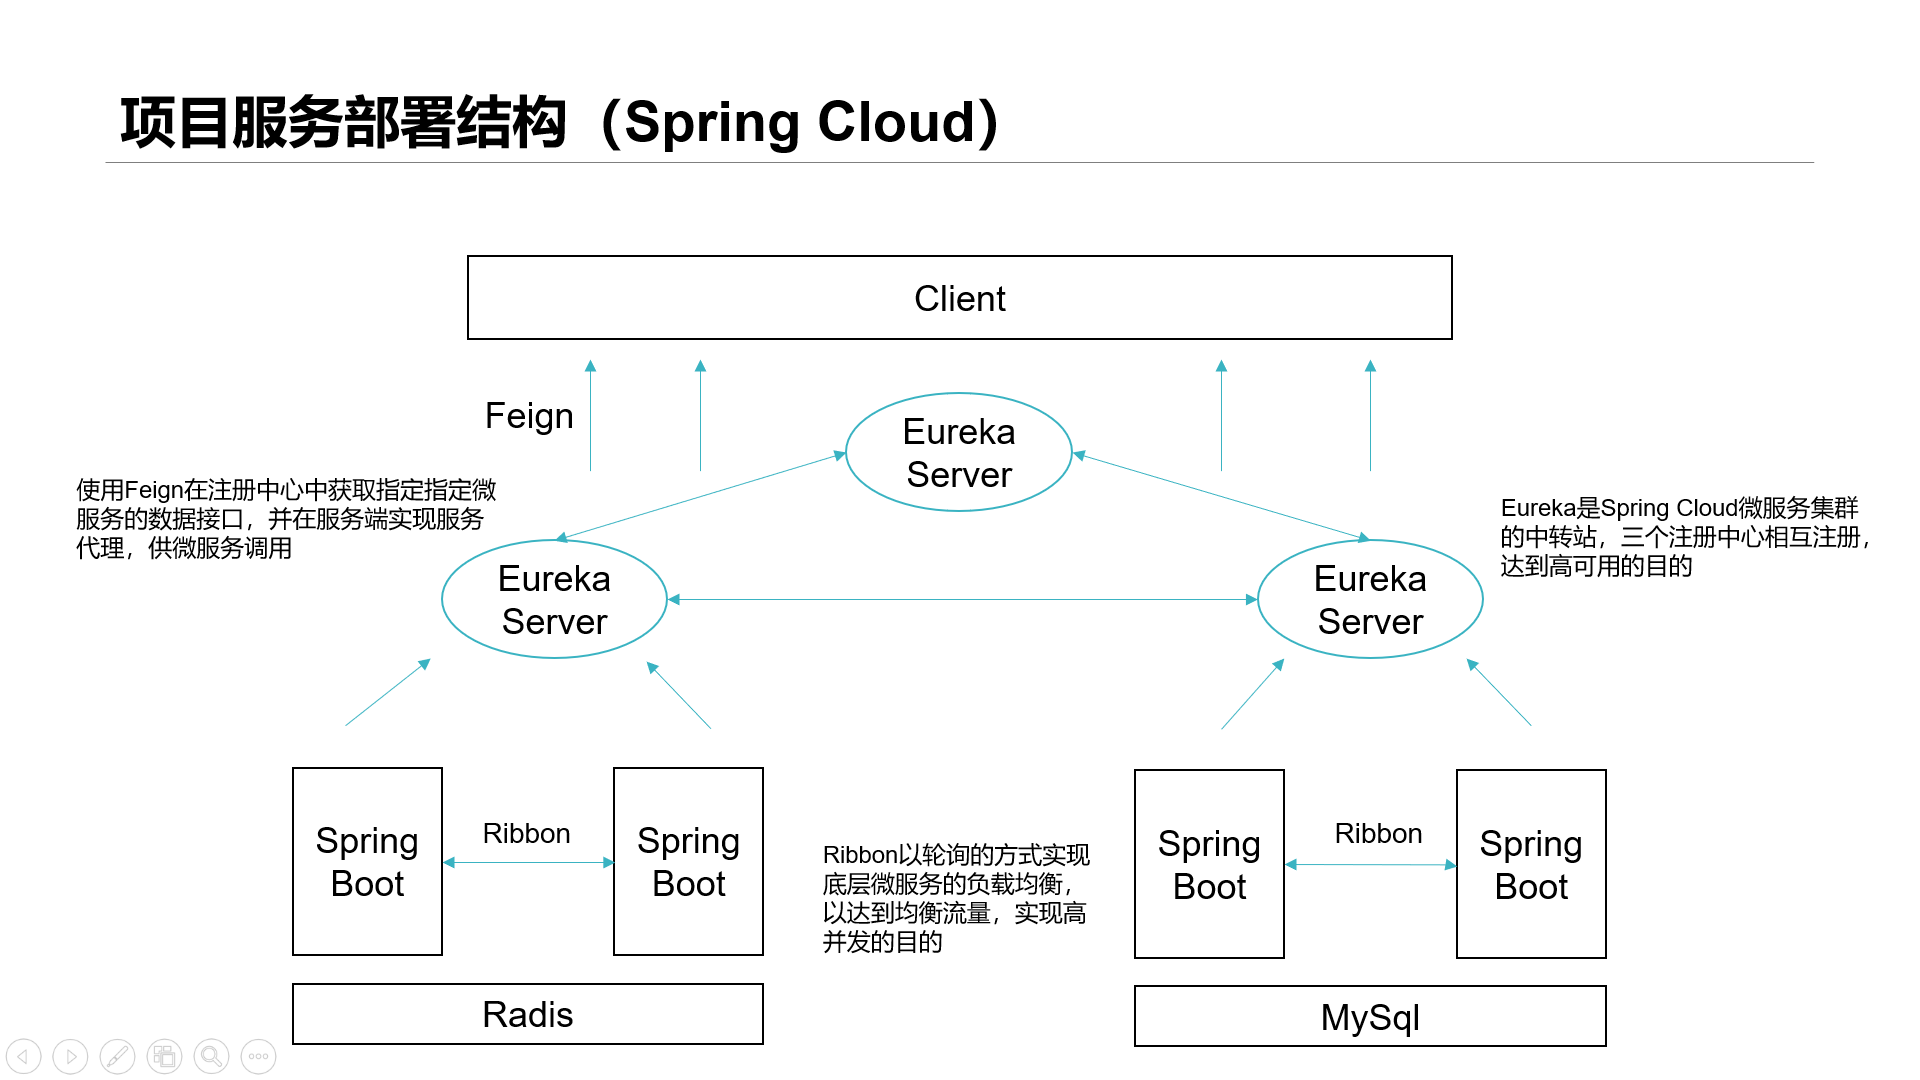 项目服务部署结构（Spring Cloud）
Client
Feign
Eureka
Server
使用Feign在注册中心中获取指定指定微
服务的数据接口，并在服务端实现服务
代理，供微服务调用
Eureka是Spring Cloud微服务集群
的中转站，三个注册中心相互注册，
达到高可用的目的
Eureka
Server
Eureka
Server
Spring
Boot
Ribbon
Spring
Boot
Ribbon以轮询的方式实现
底层微服务的负载均衡，
以达到均衡流量，实现高
并发的目的
Spring
Boot
Ribbon
Spring
Boot
Radis
MySql